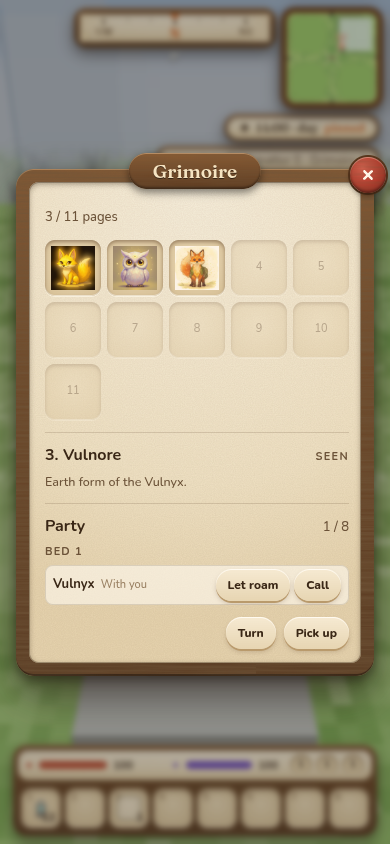 Grimoire
3 / 11 pages
4
5
6
7
8
9
10
11
3. Vulnore
SEEN
Earth form of the Vulnyx.
Party
1 / 8
BED 1
Vulnyx With you
Let roam
Call
Turn
Pick up